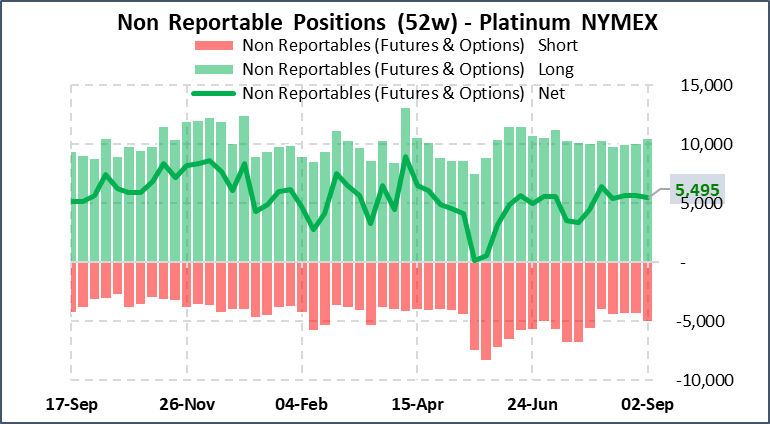 Non Reportable Positions (52w) - Platinum NYMEX
Non Reportables (Futures & Options) Short
Non Reportables (Futures & Options) Long
Non Reportables (Futures & Options) Net
15,000
10,000
5,495
5,000
-
-5,000
-10,000
17-Sep 26-Nov 04-Feb 15-Apr 24-Jun 02-Sep